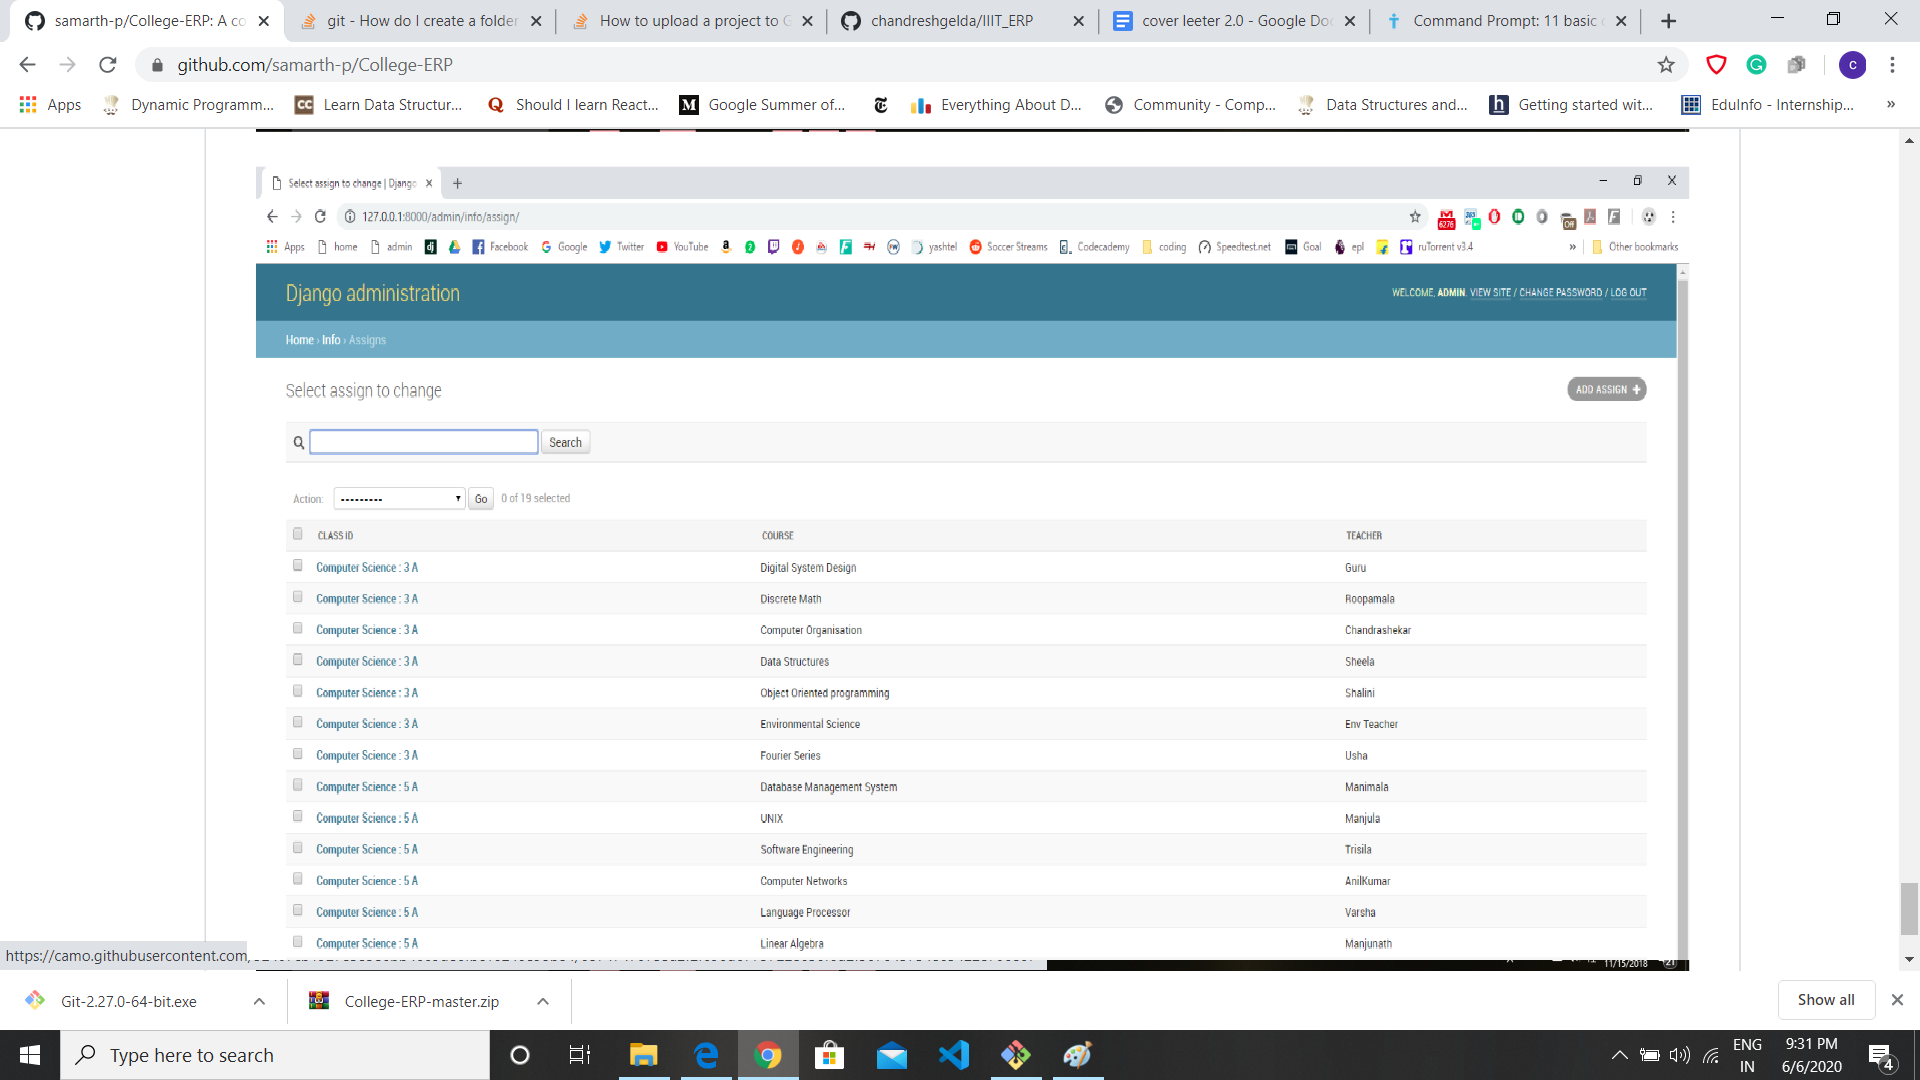 samarth-p/College-ERP: A co
git - How do I create a folder
How to upload a project to G
chandreshgelda/IIIT_ERP
cover leeter 2.0 - Google Doc
Command Prompt: 11 basic c
github.com/samarth-p/College-ERP
Apps
Dynamic Programm...
Learn Data Structur...
Should I learn React...
Google Summer of...
Everything About D...
Community - Comp...
Data Structures and...
Getting started wit...
EduInfo - Internship...
»
Select assign to change | Django
127.0.0.1:8000/admin/info/assign/
Apps
home
admin
Facebook
Google
Twitter
YouTube
yashtel
Soccer Streams
Codecademy
coding
Speedtest.net
Goal
epl
ruTorrent v3.4
»
Other bookmarks
Django administration
WELCOME, ADMIN. VIEW SITE / CHANGE PASSWORD / LOG OUT
Home › Info › Assigns
Select assign to change
ADD ASSIGN +
Search
Action: --------- Go 0 of 19 selected
CLASS ID COURSE TEACHER
Computer Science : 3 A Digital System Design Guru
Computer Science : 3 A Discrete Math Roopamala
Computer Science : 3 A Computer Organisation Chandrashekar
Computer Science : 3 A Data Structures Sheela
Computer Science : 3 A Object Oriented programming Shalini
Computer Science : 3 A Environmental Science Env Teacher
Computer Science : 3 A Fourier Series Usha
Computer Science : 5 A Database Management System Manimala
Computer Science : 5 A UNIX Manjula
Computer Science : 5 A Software Engineering Trisila
Computer Science : 5 A Computer Networks AnilKumar
Computer Science : 5 A Language Processor Varsha
Computer Science : 5 A Linear Algebra Manjunath
https://camo.githubusercontent.com
11/15/2018
21
Git-2.27.0-64-bit.exe
College-ERP-master.zip
Show all
Type here to search
ENG
IN
9:31 PM
6/6/2020
4